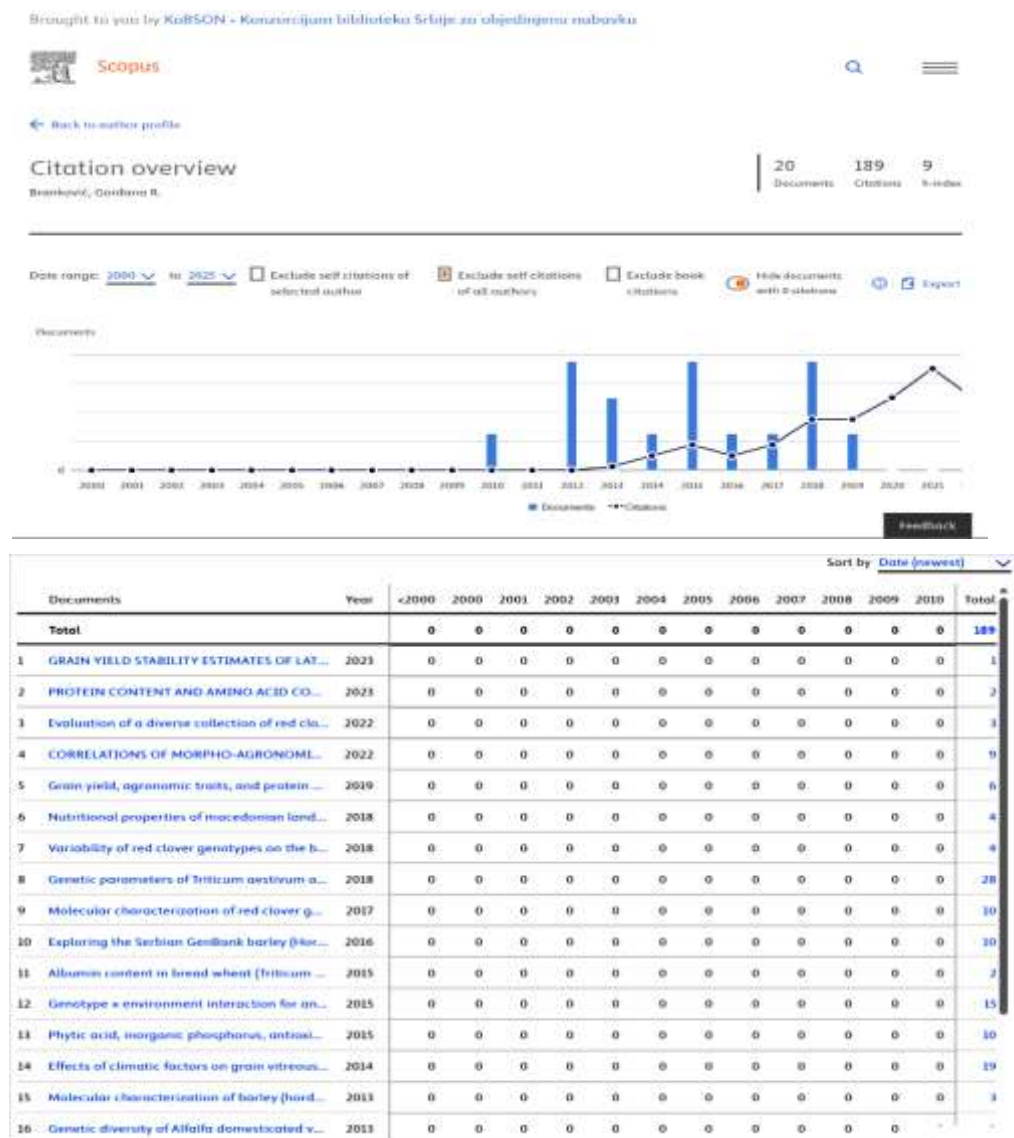 Brought to you by KoBSON - Konzorcijum biblioteka Srbije za objedinjenu nabavku
Scopus
Back to author profile
Citation overview
20 189 9
Branković, Gordana R.
Documents Citations h-index
Date range: 2000 to 2025 Exclude self citations of selected author Exclude self citations of all authors Exclude book citations Hide documents with 0 citations Export
Documents
0
2000 2001 2002 2003 2004 2005 2006 2007 2008 2009 2010 2011 2012 2013 2014 2015 2016 2017 2018 2019 2020 2021
Documents Citations
Feedback
Sort by Date (newest)
Documents Year <2000 2000 2001 2002 2003 2004 2005 2006 2007 2008 2009 2010 Total
Total 0 0 0 0 0 0 0 0 0 0 0 0 189
1 GRAIN YIELD STABILITY ESTIMATES OF LAT... 2023 0 0 0 0 0 0 0 0 0 0 0 0 1
2 PROTEIN CONTENT AND AMINO ACID CO... 2023 0 0 0 0 0 0 0 0 0 0 0 0 2
3 Evaluation of a diverse collection of red clo... 2022 0 0 0 0 0 0 0 0 0 0 0 0 3
4 CORRELATIONS OF MORPHO-AGRONOMI... 2022 0 0 0 0 0 0 0 0 0 0 0 0 9
5 Grain yield, agronomic traits, and protein ... 2019 0 0 0 0 0 0 0 0 0 0 0 0 6
6 Nutritional properties of macedonian land... 2018 0 0 0 0 0 0 0 0 0 0 0 0 4
7 Variability of red clover genotypes on the b... 2018 0 0 0 0 0 0 0 0 0 0 0 0 4
8 Genetic parameters of Triticum aestivum a... 2018 0 0 0 0 0 0 0 0 0 0 0 0 28
9 Molecular characterization of red clover g... 2017 0 0 0 0 0 0 0 0 0 0 0 0 10
10 Exploring the Serbian GenBank barley (Hor... 2016 0 0 0 0 0 0 0 0 0 0 0 0 10
11 Albumin content in bread wheat (Triticum ... 2015 0 0 0 0 0 0 0 0 0 0 0 0 2
12 Genotype × environment interaction for an... 2015 0 0 0 0 0 0 0 0 0 0 0 0 15
13 Phytic acid, inorganic phosphorus, antioxi... 2015 0 0 0 0 0 0 0 0 0 0 0 0 10
14 Effects of climatic factors on grain vitreous... 2014 0 0 0 0 0 0 0 0 0 0 0 0 19
15 Molecular characterization of barley (hord... 2013 0 0 0 0 0 0 0 0 0 0 0 0 3
16 Genetic diversity of Alfalfa domesticated v... 2013 0 0 0 0 0 0 0 0 0 0 0